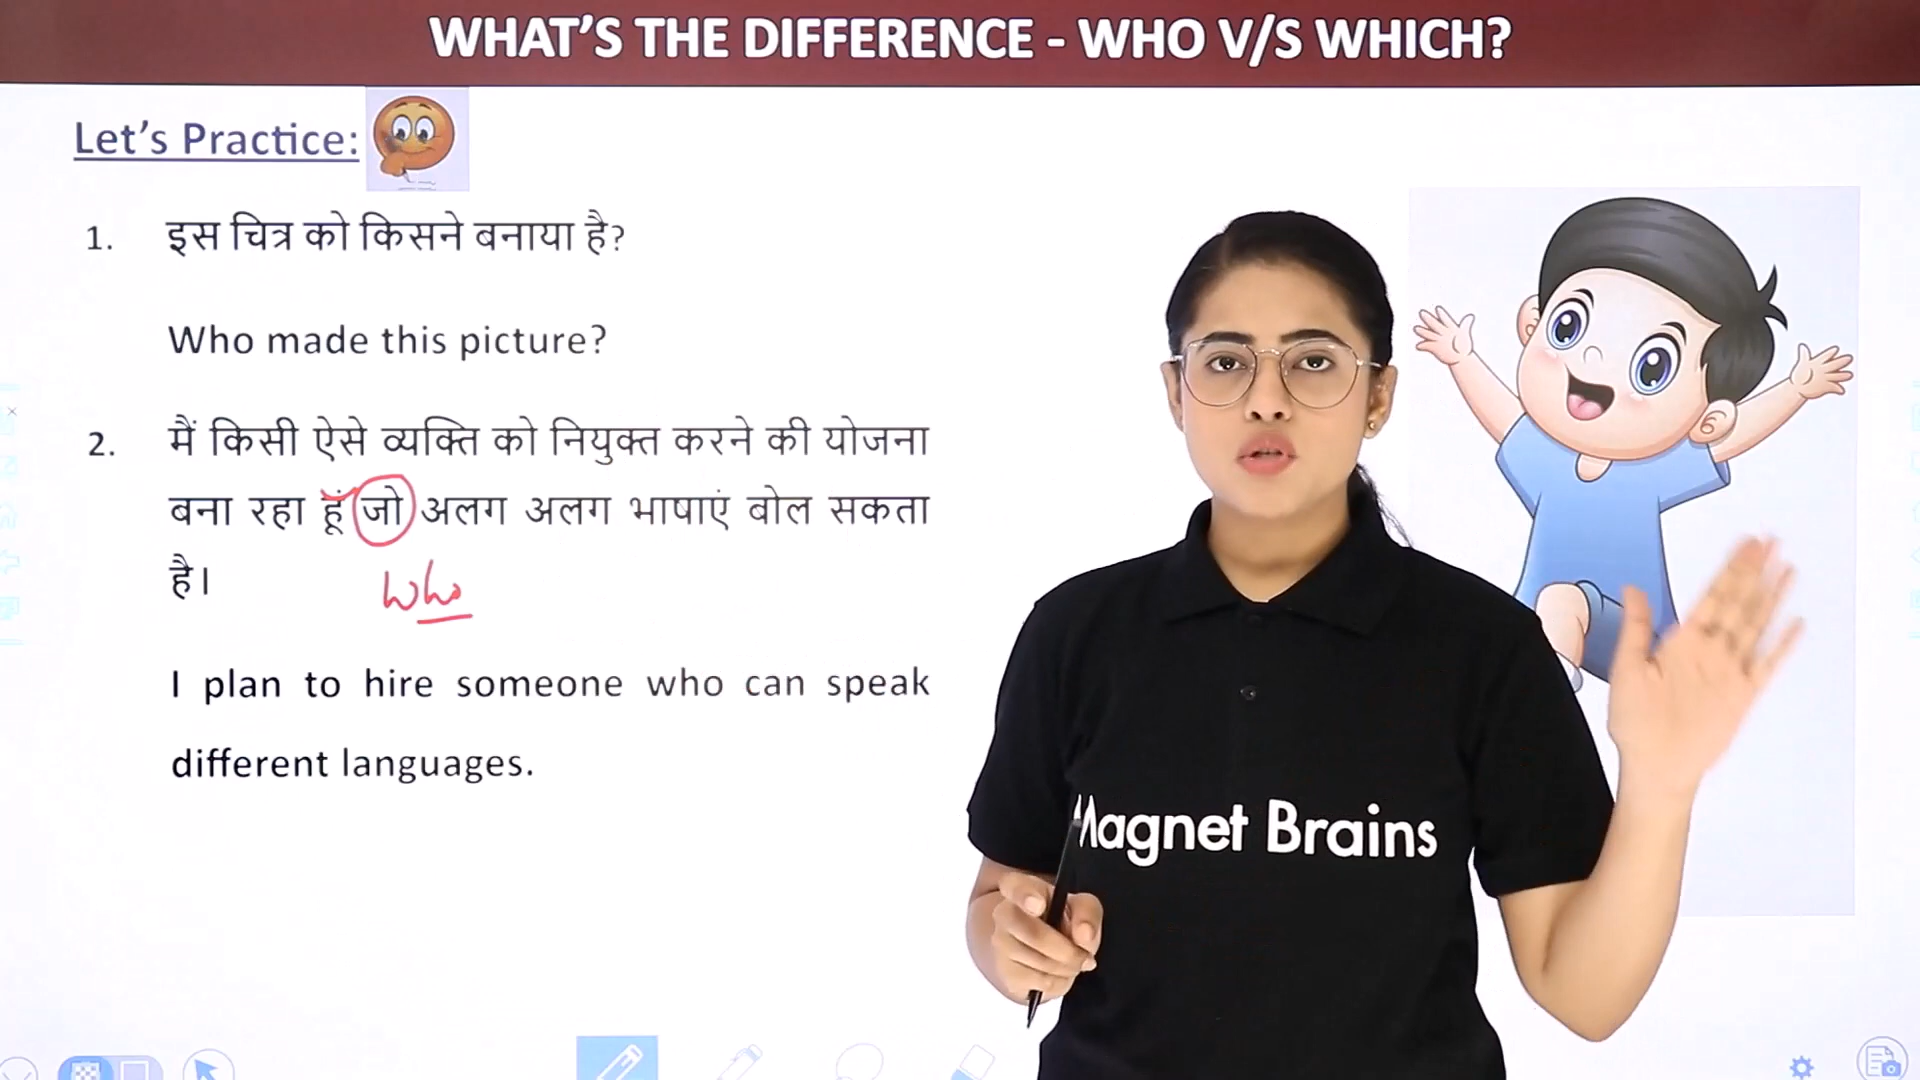 WHAT'S THE DIFFERENCE - WHO V/S WHICH?
Let's Practice:
1. इस चित्र को किसने बनाया है?
Who made this picture?
2. मैं किसी ऐसे व्यक्ति को नियुक्त करने की योजना
बना रहा हूं जो अलग अलग भाषाएं बोल सकता
है।
who
I plan to hire someone who can speak
different languages.
Magnet Brains